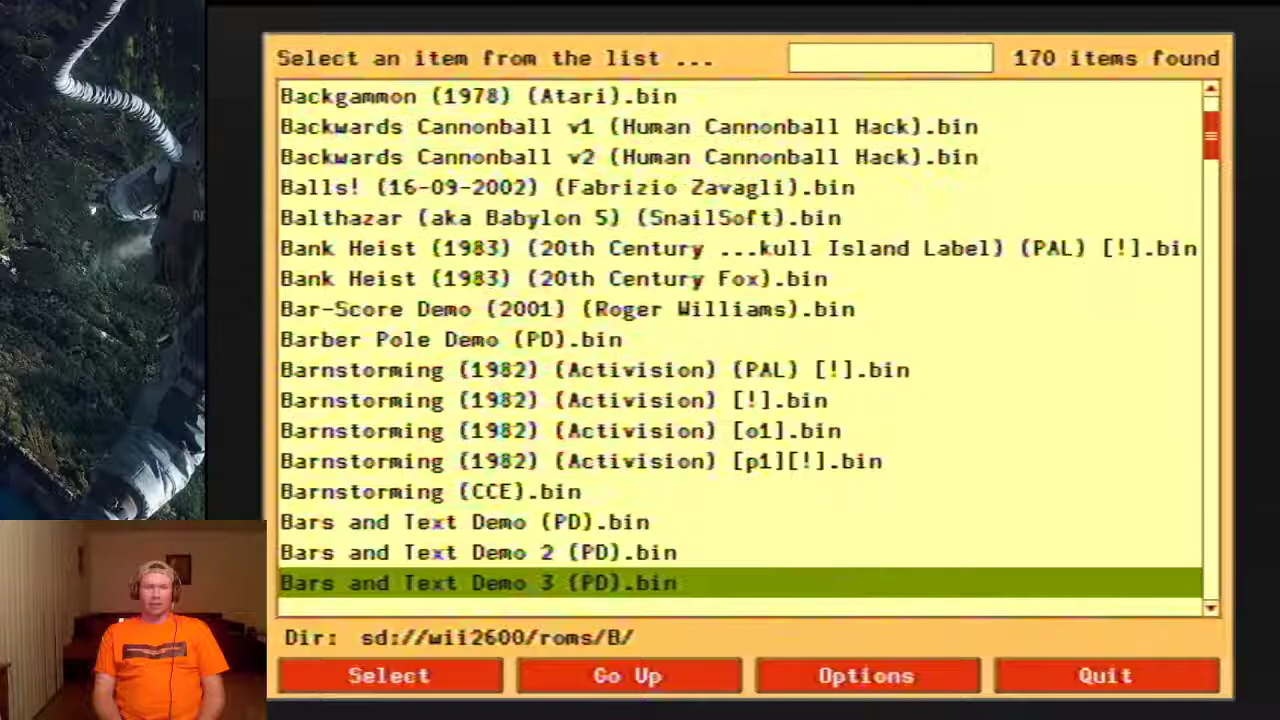 Select an item from the list ...
170 items found
Backgammon (1978) (Atari).bin
Backwards Cannonball v1 (Human Cannonball Hack).bin
Backwards Cannonball v2 (Human Cannonball Hack).bin
Balls! (16-09-2002) (Fabrizio Zavagli).bin
Balthazar (aka Babylon 5) (SnailSoft).bin
Bank Heist (1983) (20th Century ...kull Island Label) (PAL) [!].bin
Bank Heist (1983) (20th Century Fox).bin
Bar-Score Demo (2001) (Roger Williams).bin
Barber Pole Demo (PD).bin
Barnstorming (1982) (Activision) (PAL) [!].bin
Barnstorming (1982) (Activision) [!].bin
Barnstorming (1982) (Activision) [o1].bin
Barnstorming (1982) (Activision) [p1][!].bin
Barnstorming (CCE).bin
Bars and Text Demo (PD).bin
Bars and Text Demo 2 (PD).bin
Bars and Text Demo 3 (PD).bin
Dir: sd://wii2600/roms/B/
Select
Go Up
Options
Quit